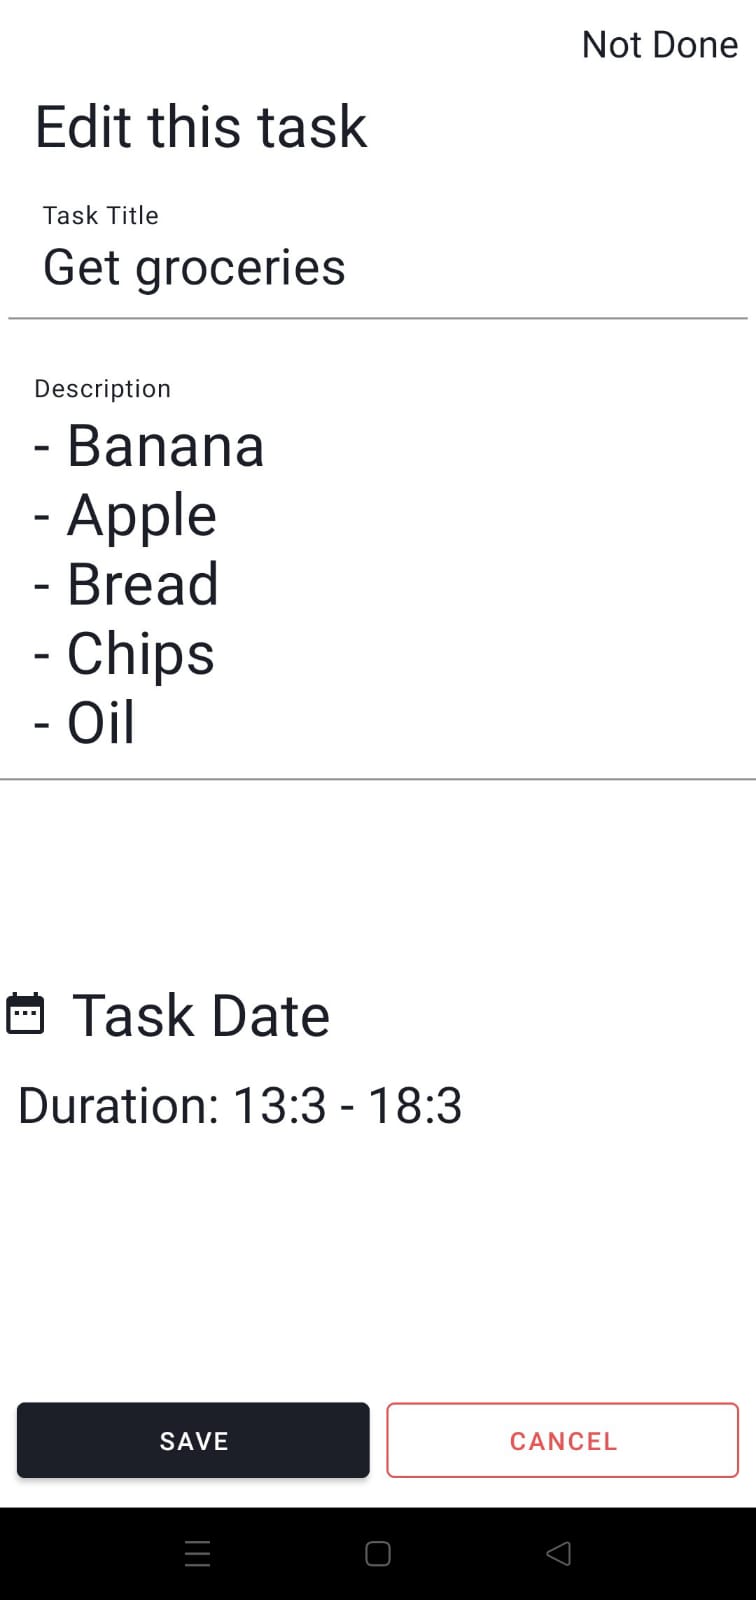 Not Done
Edit this task
Task Title
Get groceries
Description
- Banana
- Apple
- Bread
- Chips
- Oil
Task Date
Duration: 13:3 - 18:3
SAVE
CANCEL